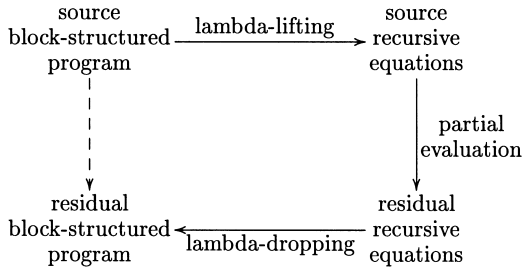 source
block-structured
program
lambda-lifting
source
recursive
equations
partial
evaluation
residual
block-structured
program
lambda-dropping
residual
recursive
equations